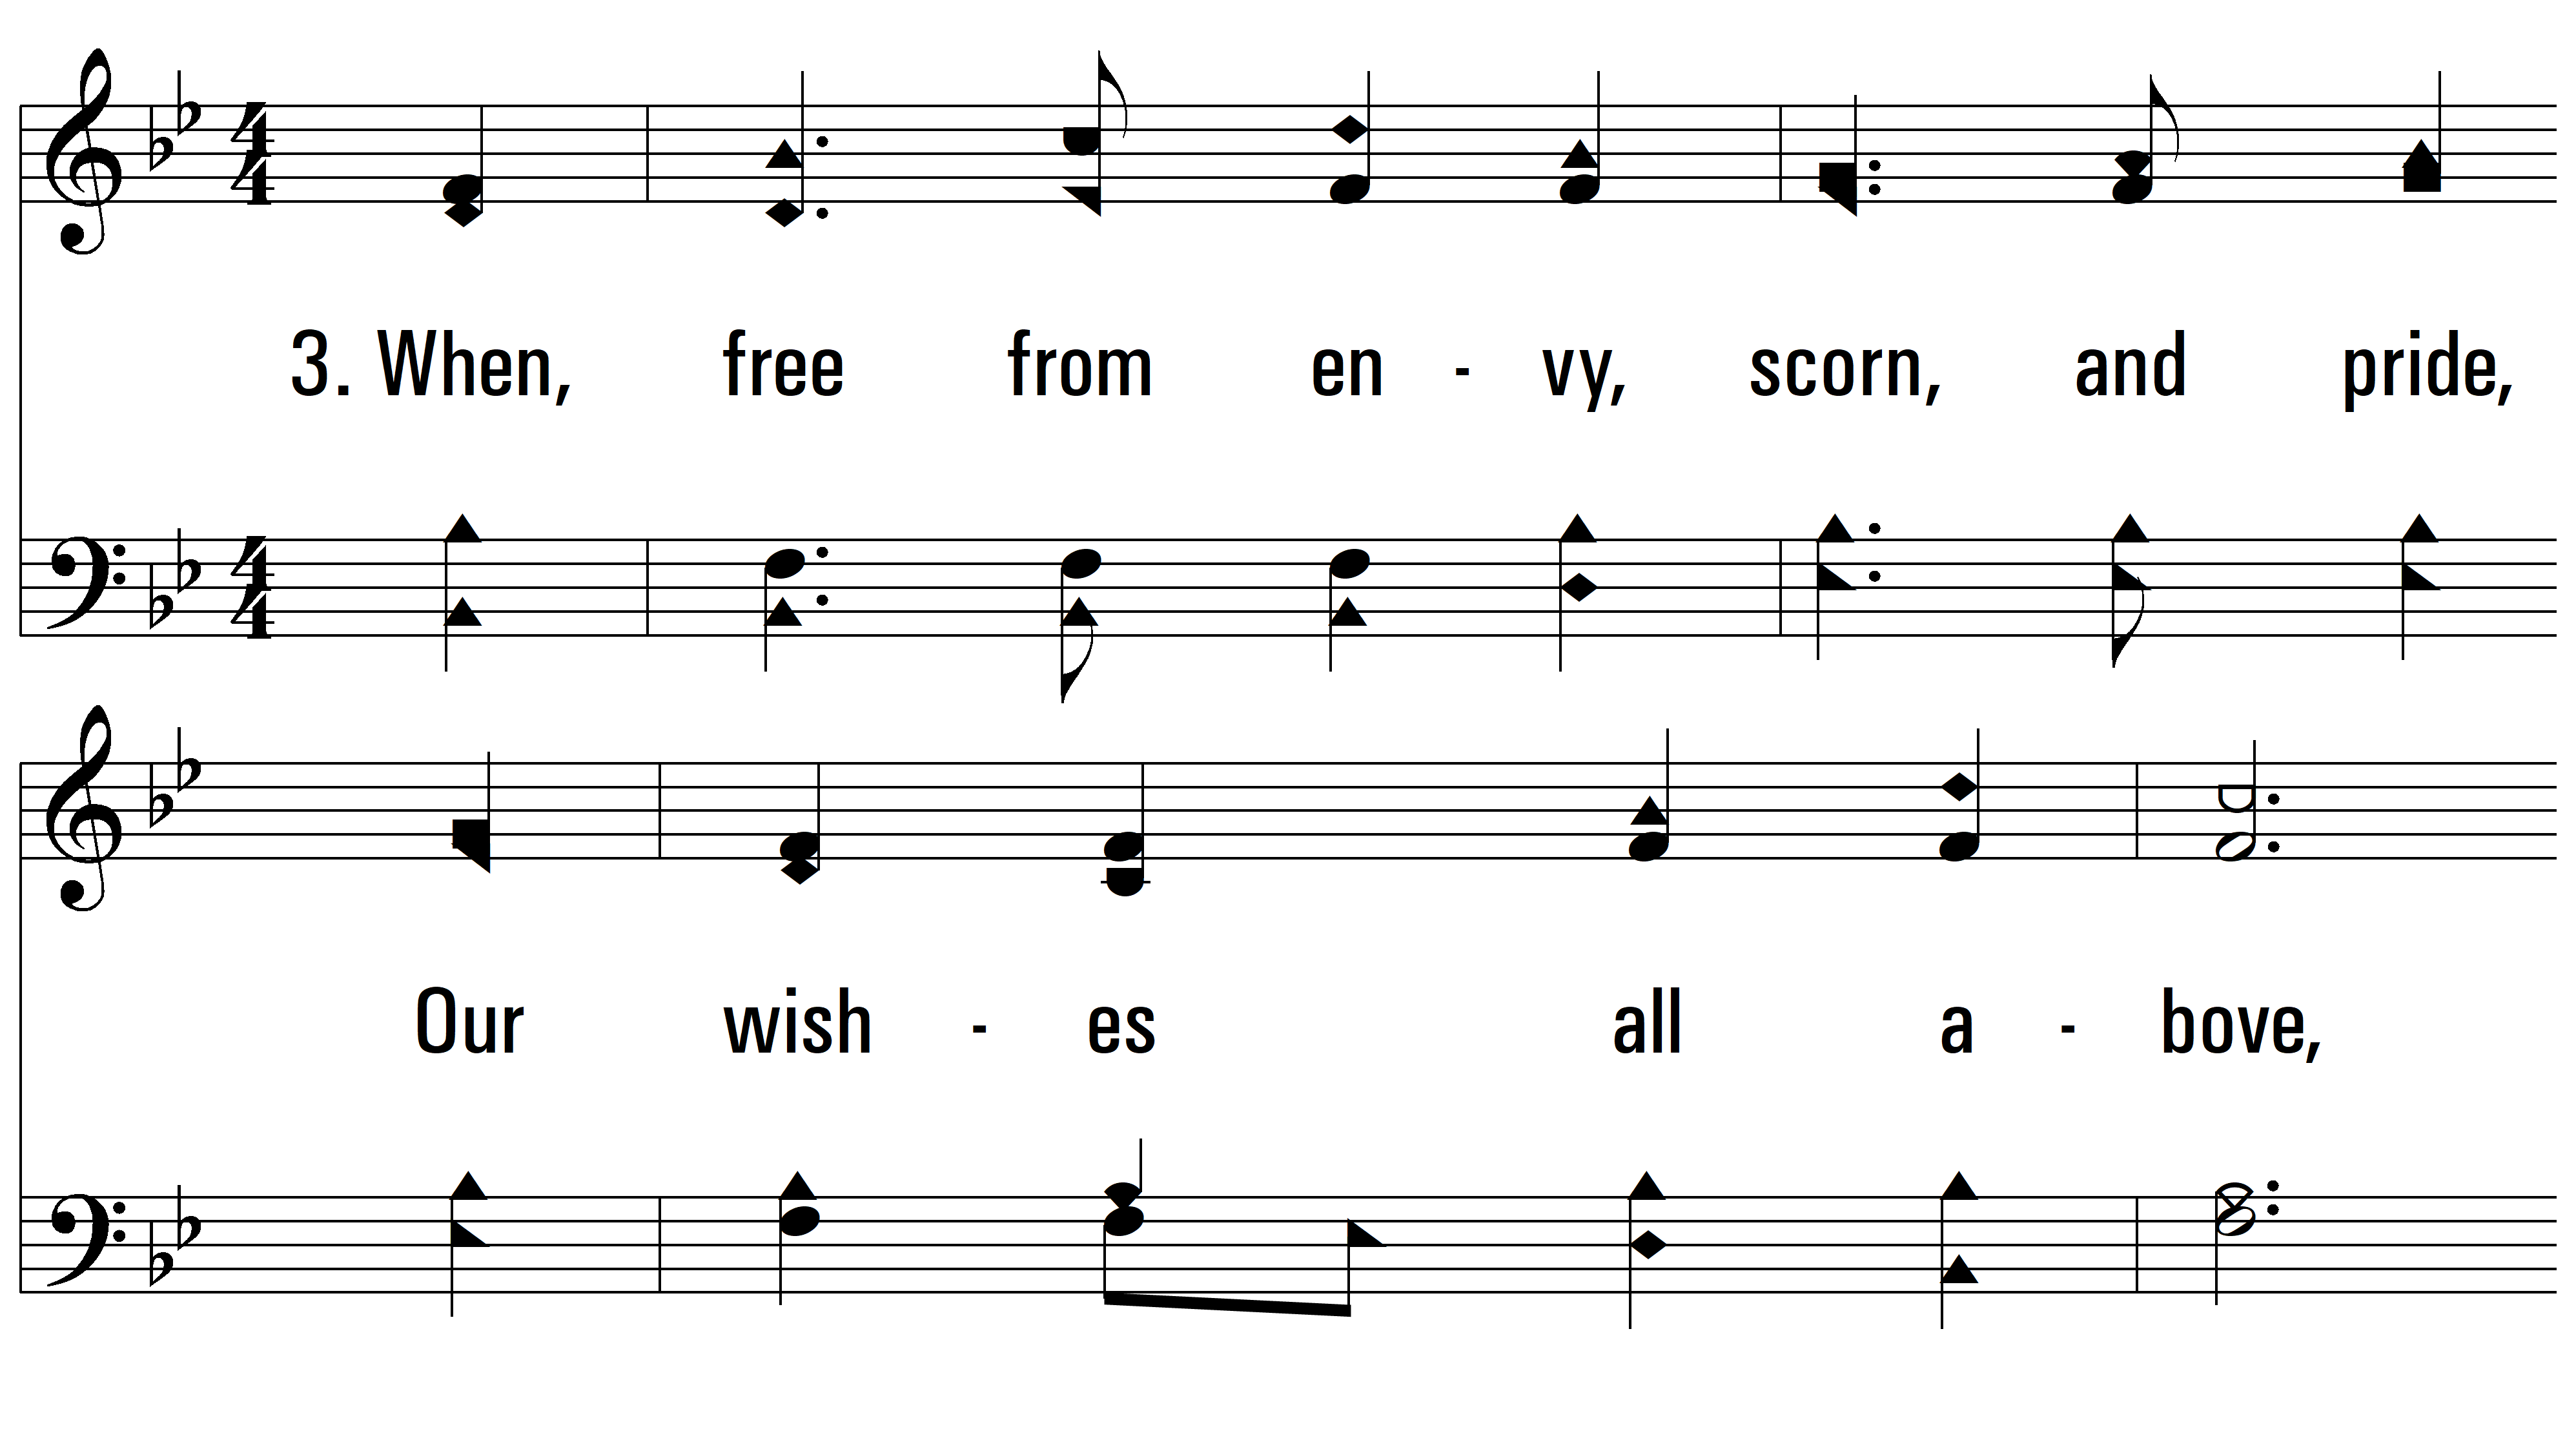 3. When, free from en - vy, scorn, and pride,
Our wish - es all a - bove,